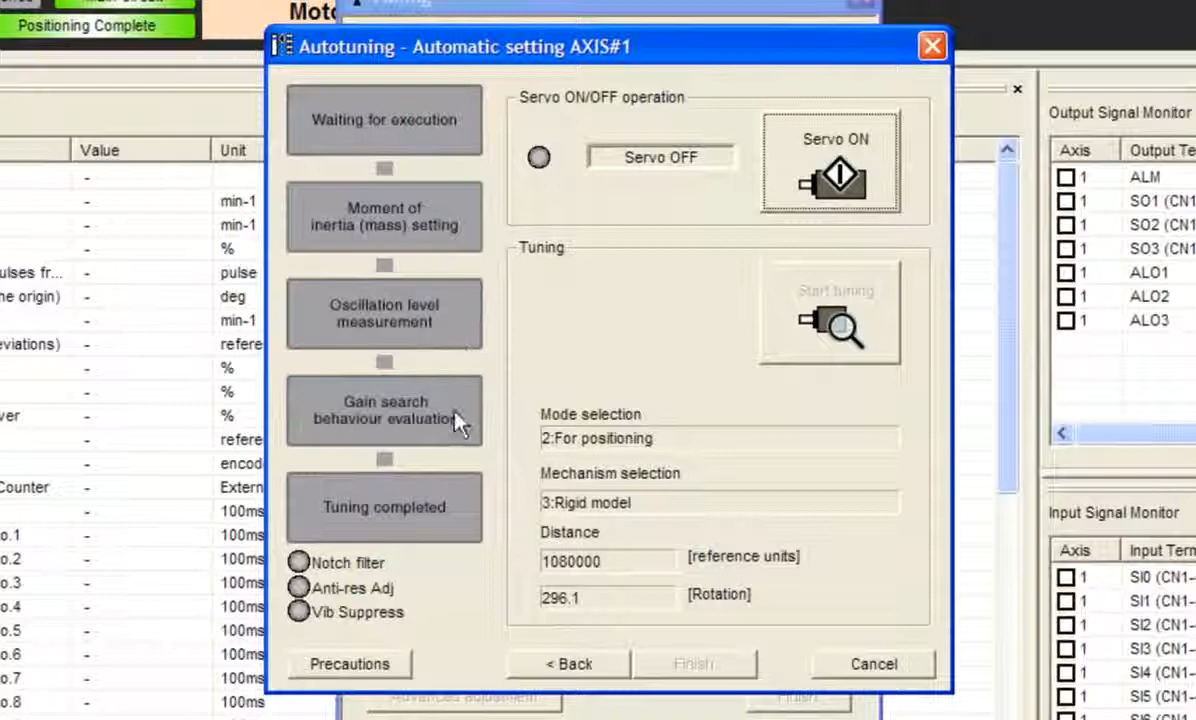 Positioning Complete
Autotuning - Automatic setting AXIS#1
Waiting for execution
Moment of
inertia (mass) setting
Oscillation level
measurement
Gain search
behaviour evaluation
Tuning completed
Notch filter
Anti-res Adj
Vib Suppress
Precautions
Servo ON/OFF operation
Servo OFF
Servo ON
Tuning
Start tuning
Mode selection
2:For positioning
Mechanism selection
3:Rigid model
Distance
1080000 [reference units]
296.1 [Rotation]
< Back
Finish
Cancel
Advanced adjustment
Finish
Value
Unit
-
- min-1
- min-1
- %
ulses fr... - pulse
he origin) - deg
- min-1
eviations) - refere
- %
- %
ver - %
- refere
- encod
Counter - Extern
- 100ms
o.1 - 100ms
o.2 - 100ms
o.3 - 100ms
o.4 - 100ms
o.5 - 100ms
o.6 - 100ms
o.7 - 100ms
o.8 - 100ms
Output Signal Monitor
Axis Output Te
1 ALM
1 SO1 (CN1
1 SO2 (CN1
1 SO3 (CN1
1 ALO1
1 ALO2
1 ALO3
Input Signal Monitor
Axis Input Term
1 SI0 (CN1-
1 SI1 (CN1-
1 SI2 (CN1-
1 SI3 (CN1-
1 SI4 (CN1-
1 SI5 (CN1-